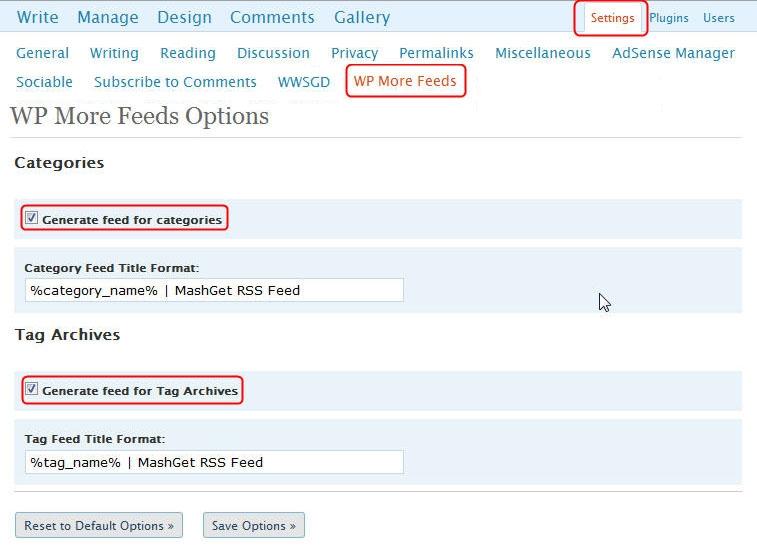 Write Manage Design Comments Gallery Settings Plugins Users
General Writing Reading Discussion Privacy Permalinks Miscellaneous AdSense Manager
Sociable Subscribe to Comments WWSGD WP More Feeds
WP More Feeds Options
Categories
Generate feed for categories
Category Feed Title Format:
%category_name% | MashGet RSS Feed
Tag Archives
Generate feed for Tag Archives
Tag Feed Title Format:
%tag_name% | MashGet RSS Feed
Reset to Default Options » Save Options »